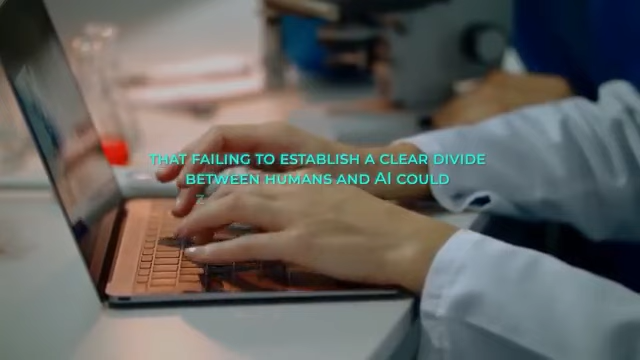 THAT FAILING TO ESTABLISH A CLEAR DIVIDE
BETWEEN HUMANS AND AI COULD